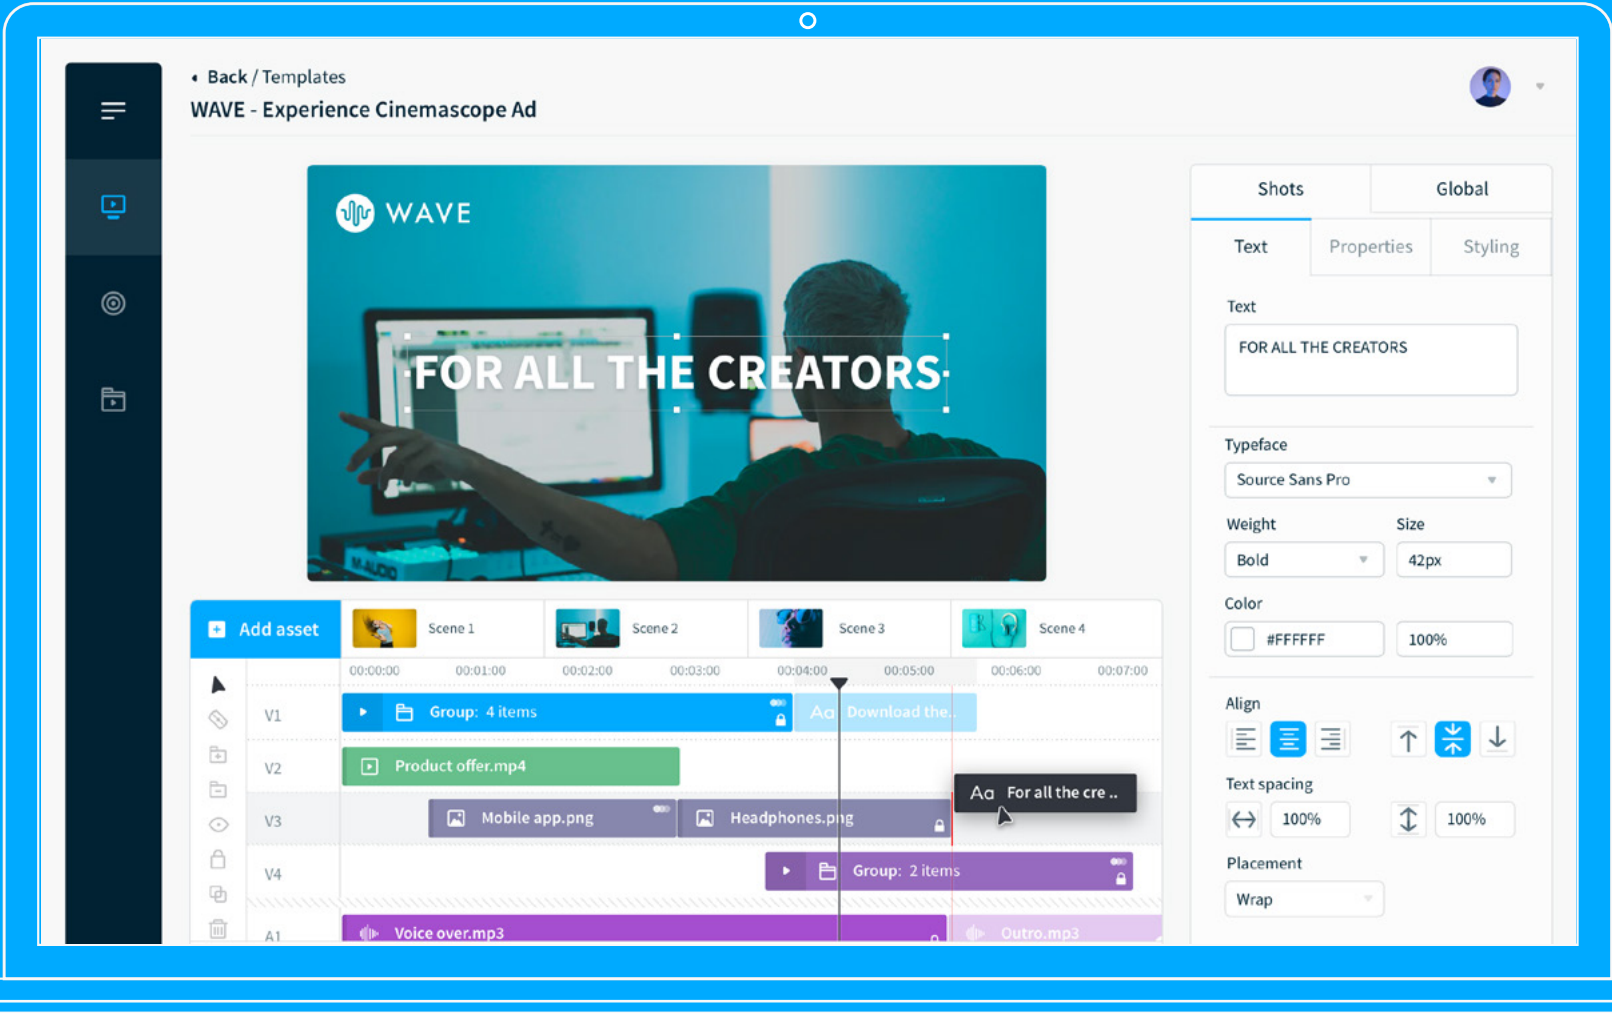 Back / Templates
WAVE - Experience Cinemascope Ad
WAVE
FOR ALL THE CREATORS
M-AUDIO
Shots
Global
Text
Properties
Styling
Text
FOR ALL THE CREATORS
Typeface
Source Sans Pro
Weight
Size
Bold
42px
Color
#FFFFFF
100%
Align
Text spacing
100%
100%
Placement
Wrap
Add asset
Scene 1
Scene 2
Scene 3
Scene 4
00:00:00
00:01:00
00:02:00
00:03:00
00:04:00
00:05:00
00:06:00
00:07:00
V1
Group: 4 items
Aa Download the..
V2
Product offer.mp4
V3
Mobile app.png
Headphones.png
Aa For all the cre ..
V4
Group: 2 items
A1
Voice over.mp3
Outro.mp3